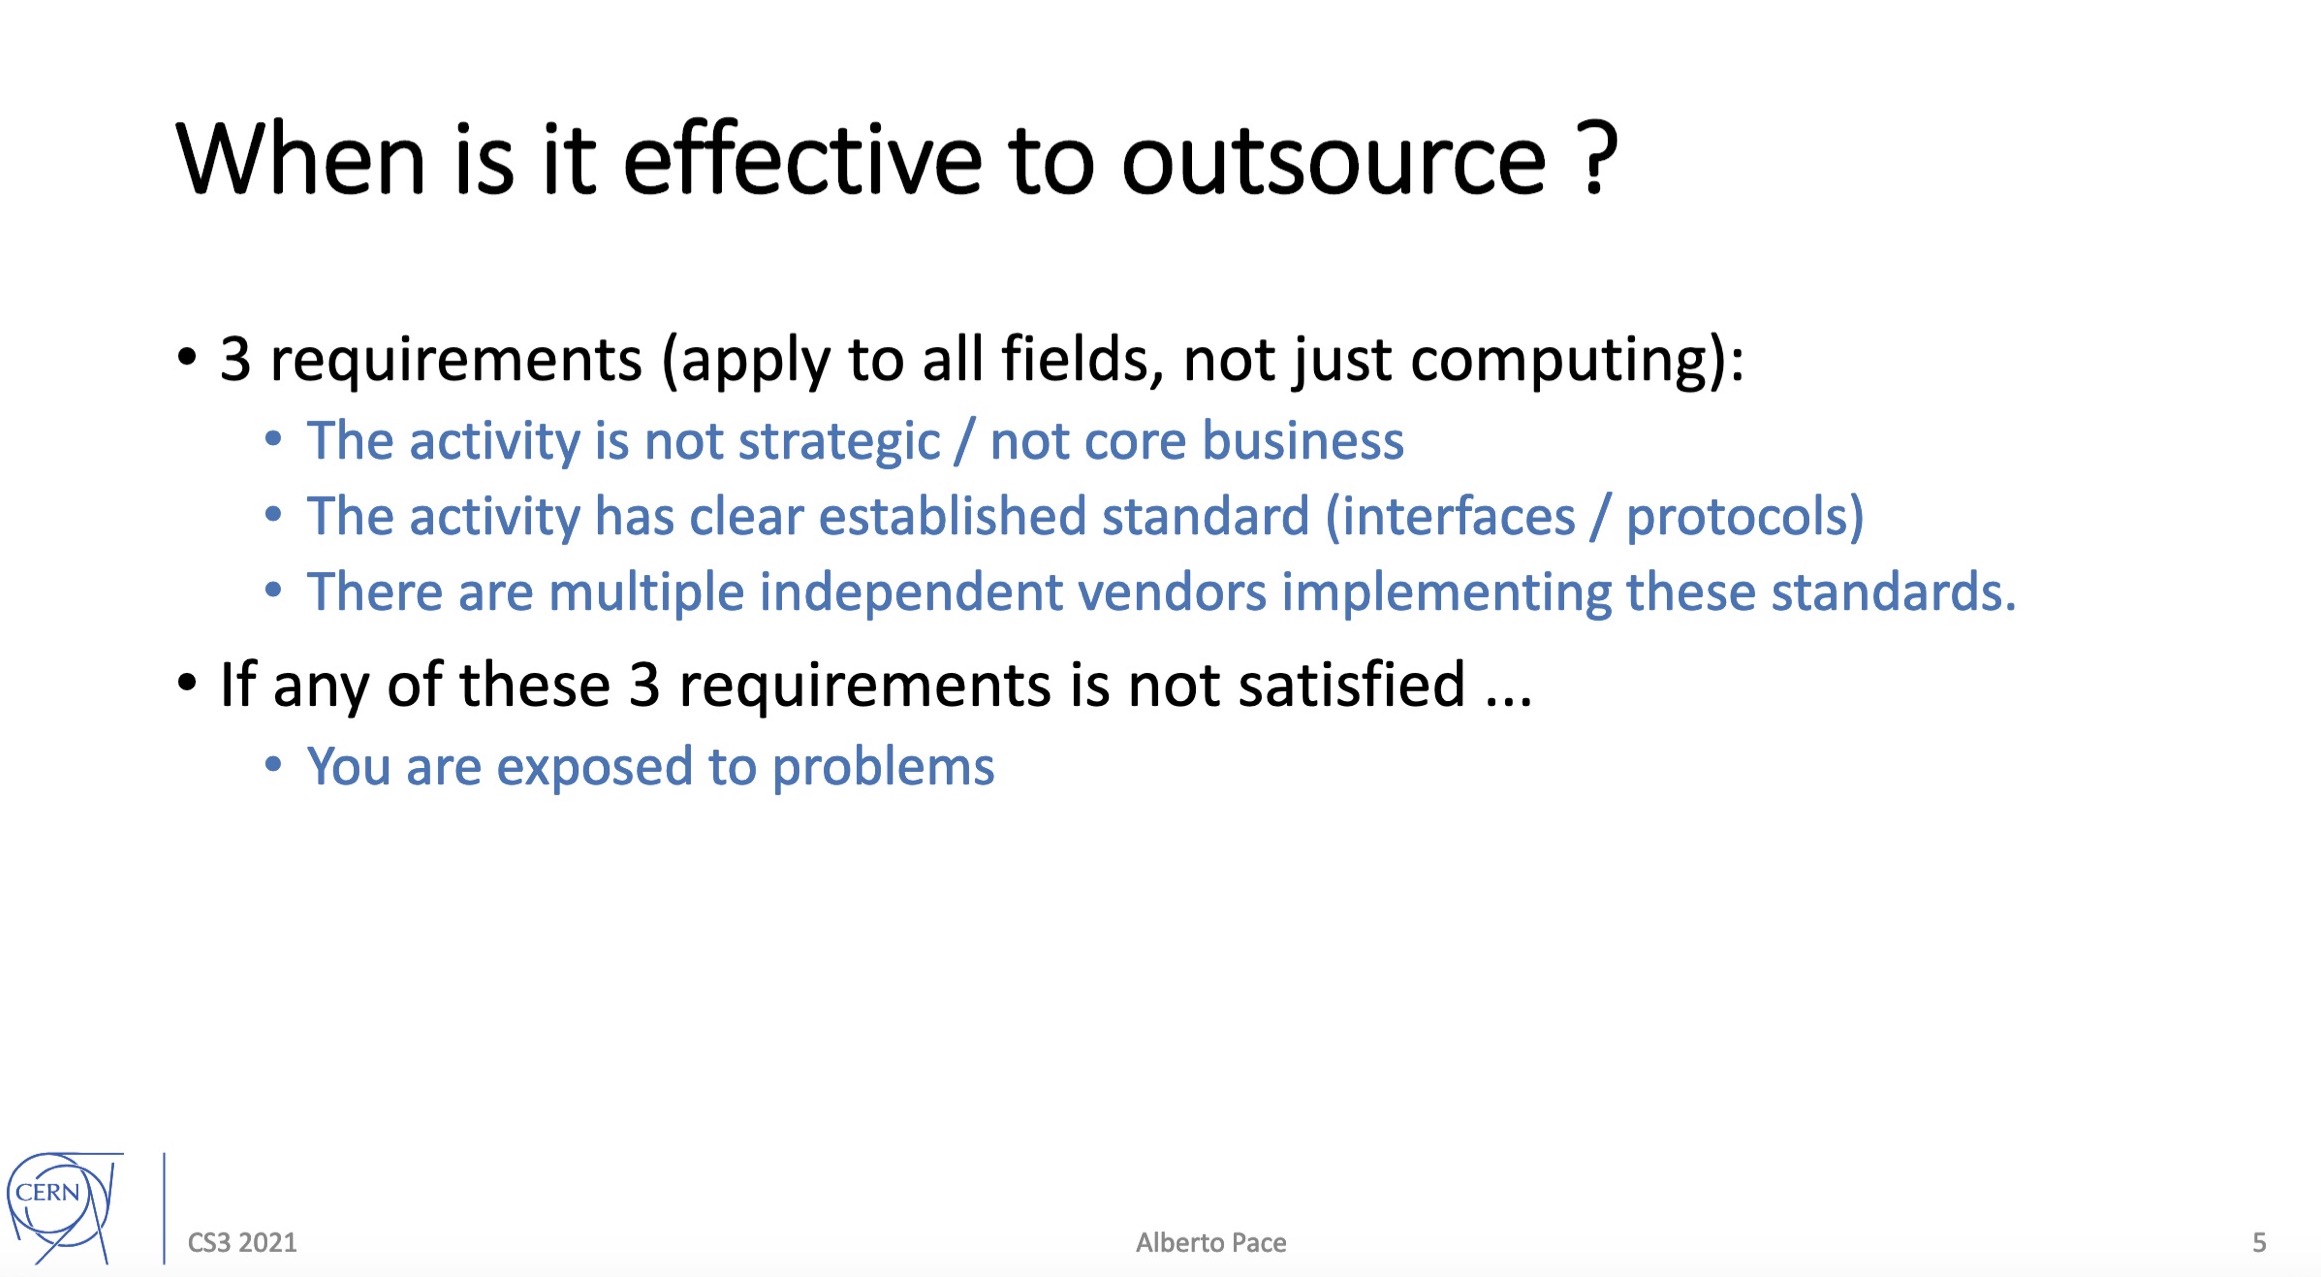 When is it effective to outsource ?
• 3 requirements (apply to all fields, not just computing):
• The activity is not strategic / not core business
• The activity has clear established standard (interfaces / protocols)
• There are multiple independent vendors implementing these standards.
• If any of these 3 requirements is not satisfied ...
• You are exposed to problems
CERN
CS3 2021
Alberto Pace
5